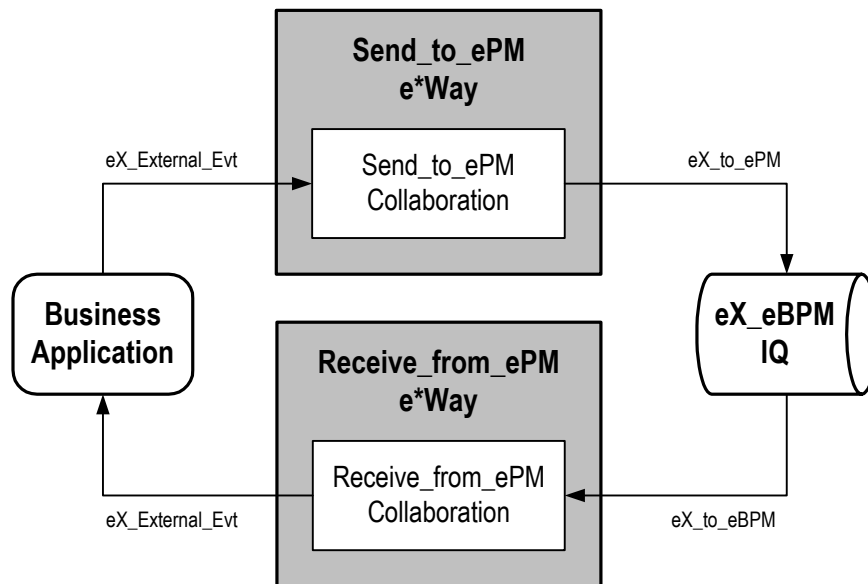 Send_to_ePM
e*Way
eX_External_Evt
Send_to_ePM
Collaboration
eX_to_ePM
Business
Application
eX_eBPM
IQ
Receive_from_ePM
e*Way
Receive_from_ePM
Collaboration
eX_External_Evt
eX_to_eBPM